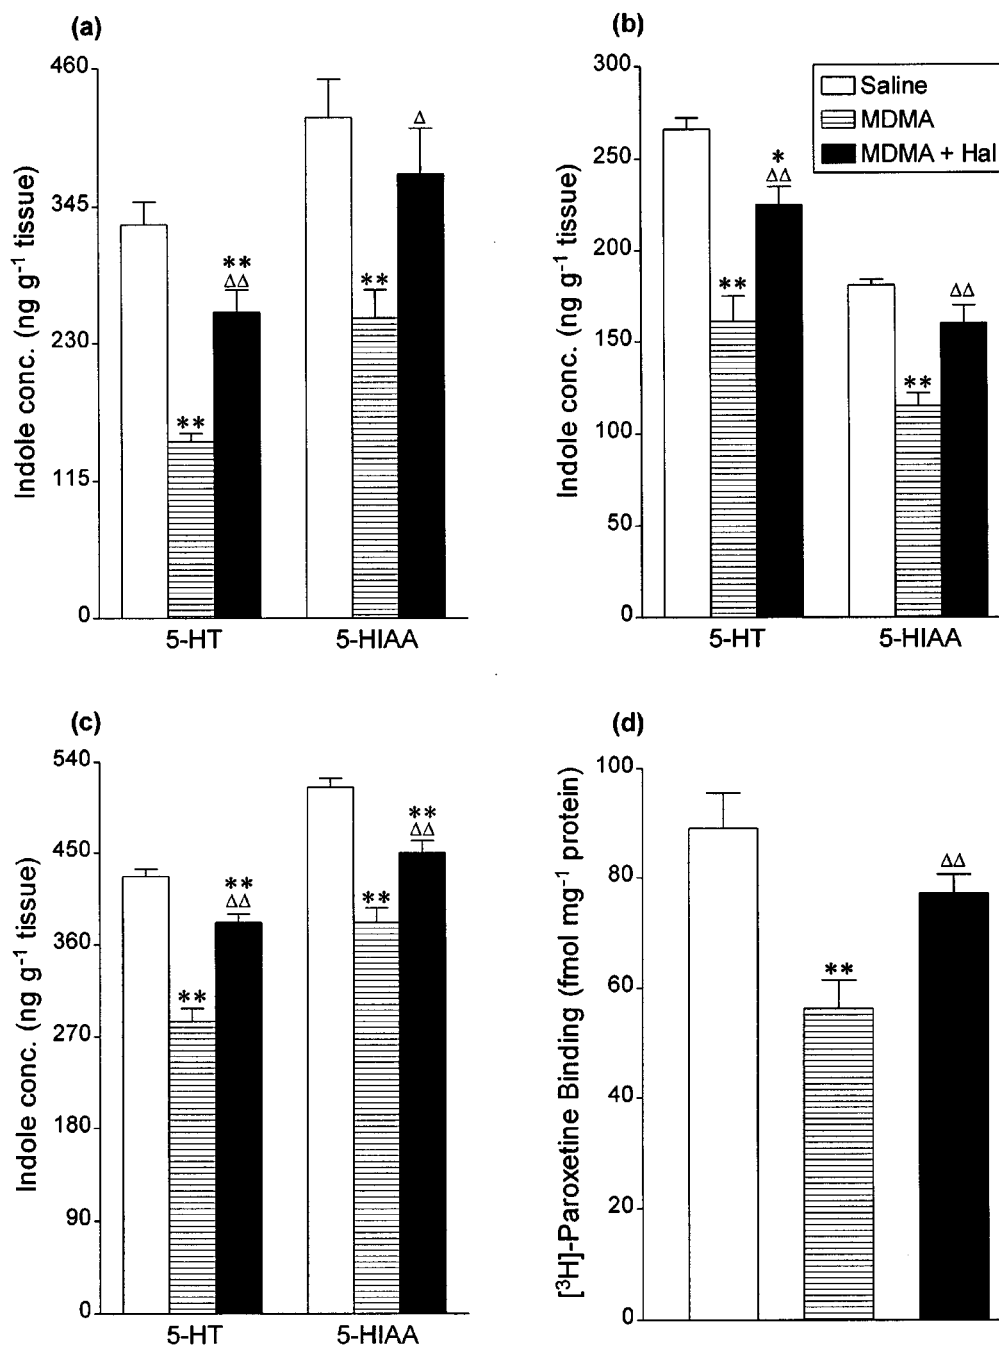 (a)
Indole conc. (ng g⁻¹ tissue)
460
345
230
115
0
**
**
ΔΔ
**
Δ
5-HT
5-HIAA
(b)
Indole conc. (ng g⁻¹ tissue)
300
250
200
150
100
50
0
Saline
MDMA
MDMA + Hal
**
*
ΔΔ
**
ΔΔ
5-HT
5-HIAA
(c)
Indole conc. (ng g⁻¹ tissue)
540
450
360
270
180
90
0
**
**
ΔΔ
**
**
ΔΔ
5-HT
5-HIAA
(d)
[³H]-Paroxetine Binding (fmol mg⁻¹ protein)
100
80
60
40
20
0
**
ΔΔ